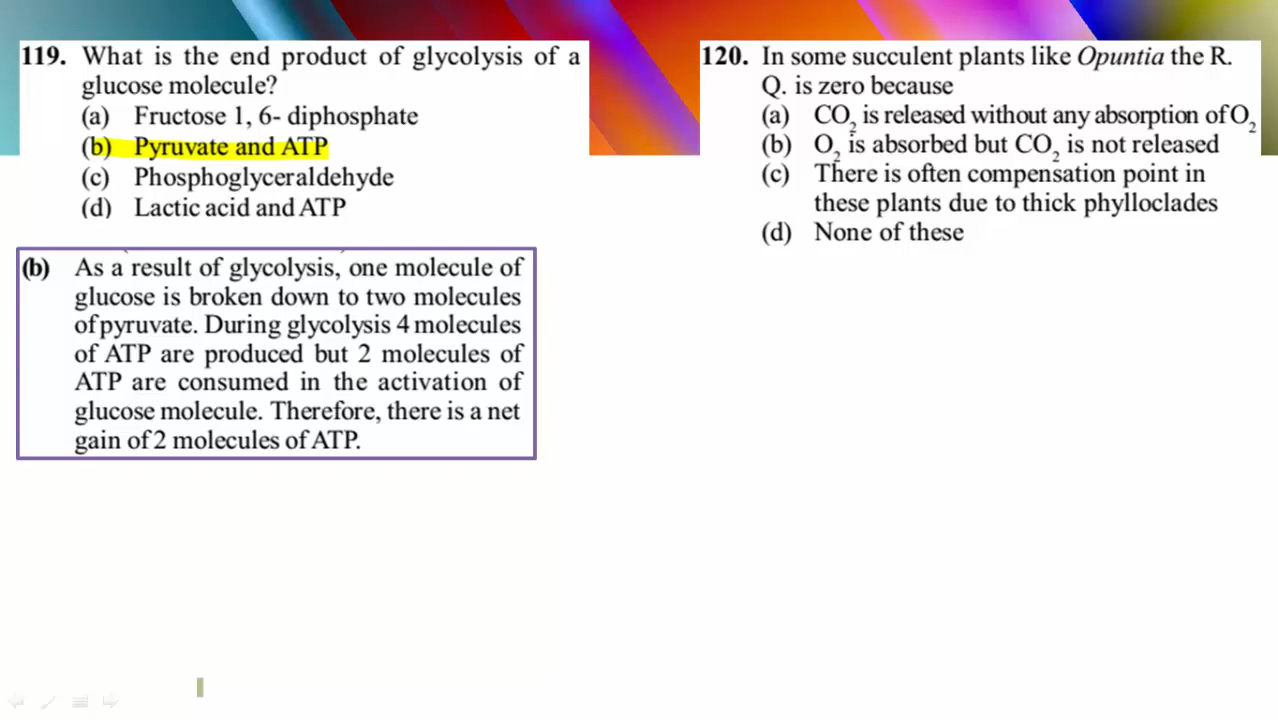 119. What is the end product of glycolysis of a
glucose molecule?
(a) Fructose 1, 6- diphosphate
(b) Pyruvate and ATP
(c) Phosphoglyceraldehyde
(d) Lactic acid and ATP
(b) As a result of glycolysis, one molecule of
glucose is broken down to two molecules
of pyruvate. During glycolysis 4 molecules
of ATP are produced but 2 molecules of
ATP are consumed in the activation of
glucose molecule. Therefore, there is a net
gain of 2 molecules of ATP.
120. In some succulent plants like Opuntia the R.
Q. is zero because
(a) CO₂ is released without any absorption of O₂
(b) O₂ is absorbed but CO₂ is not released
(c) There is often compensation point in
these plants due to thick phylloclades
(d) None of these